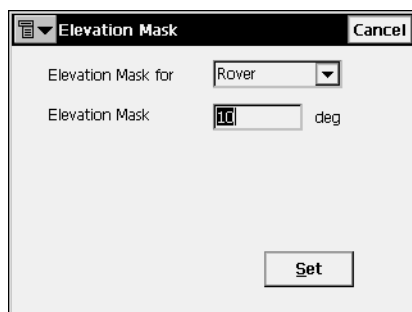 Elevation Mask Cancel
Elevation Mask for Rover
Elevation Mask 10 deg
Set